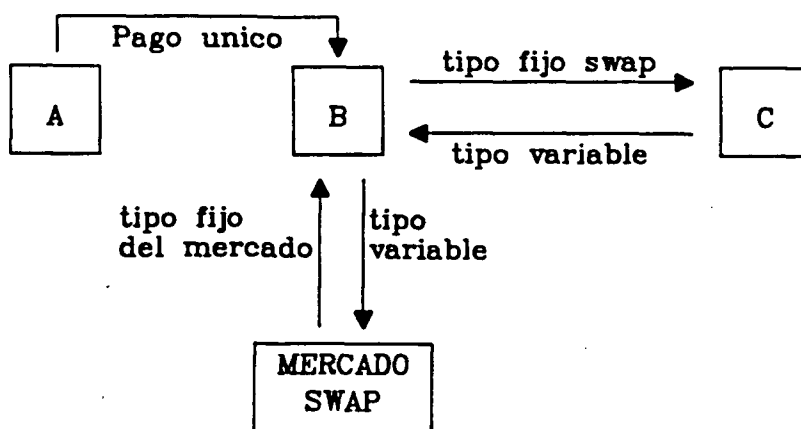 Pago unico
A
B
tipo fijo swap
C
tipo variable
tipo fijo
del mercado
tipo
variable
MERCADO
SWAP